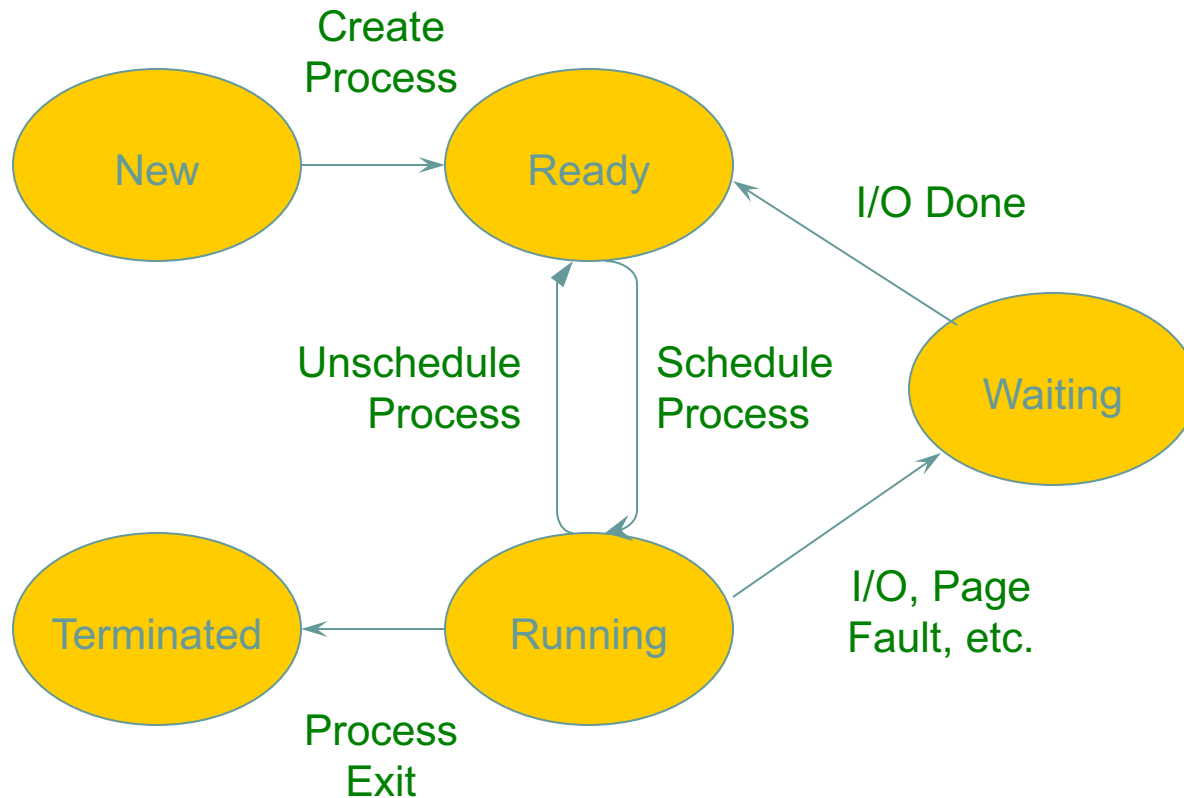 Create
Process
New
Ready
I/O Done
Unschedule
Process
Schedule
Process
Waiting
I/O, Page
Fault, etc.
Terminated
Running
Process
Exit